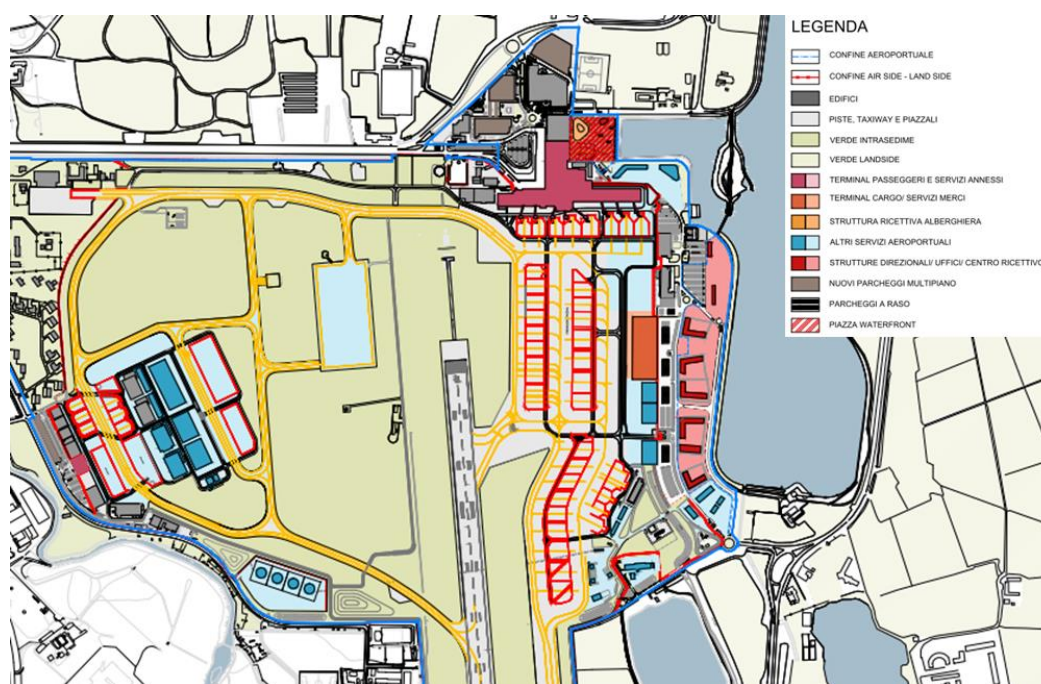 LEGENDA
CONFINE AEROPORTUALE
CONFINE AIR SIDE - LAND SIDE
EDIFICI
PISTE, TAXIWAY E PIAZZALI
VERDE INTRASEDIME
VERDE LANDSIDE
TERMINAL PASSEGGERI E SERVIZI ANNESSI
TERMINAL CARGO/ SERVIZI MERCI
STRUTTURA RICETTIVA ALBERGHIERA
ALTRI SERVIZI AEROPORTUALI
STRUTTURE DIREZIONALI/ UFFICI/ CENTRO RICETTIVO
NUOVI PARCHEGGI MULTIPIANO
PARCHEGGI A RASO
PIAZZA WATERFRONT